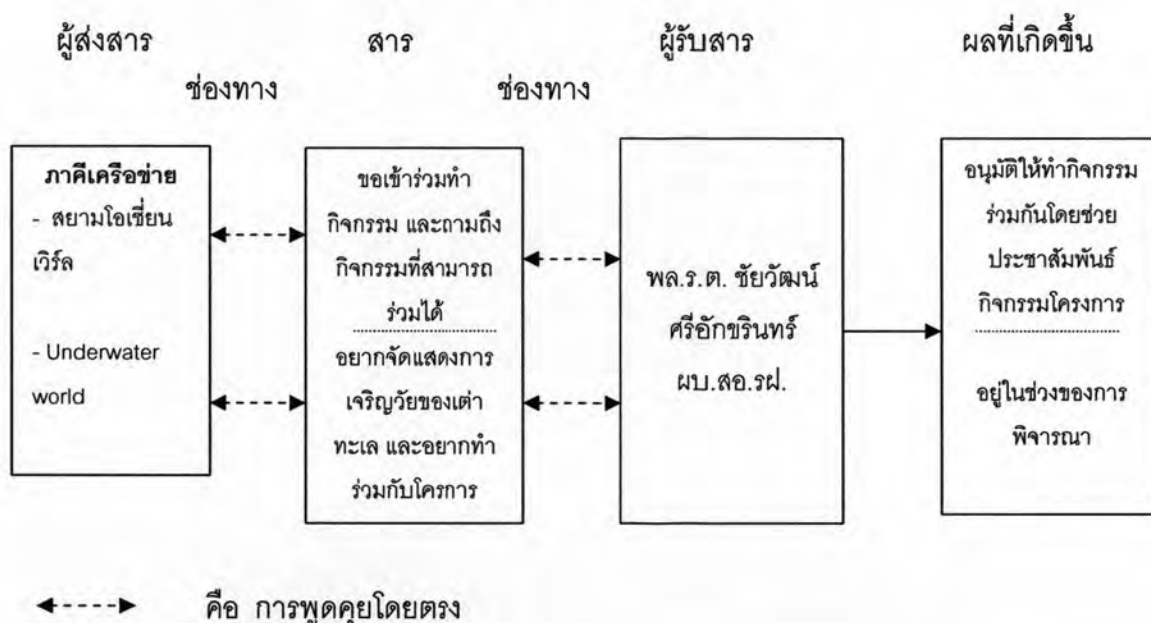 ผู้ส่งสาร
สาร
ผู้รับสาร
ผลที่เกิดขึ้น
ช่องทาง
ช่องทาง
ภาคีเครือข่าย
- สยามโอเชี่ยน
เวิร์ล
- Underwater
world
ขอเข้าร่วมทำ
กิจกรรม และถามถึง
กิจกรรมที่สามารถ
ร่วมได้
อยากจัดแสดงการ
เจริญวัยของเต่า
ทะเล และอยากทำ
ร่วมกับโครการ
พล.ร.ต. ชัยวัฒน์
ศรีอักขรินทร์
ผบ.สอ.รฝ.
อนุมัติให้ทำกิจกรรม
ร่วมกันโดยช่วย
ประชาสัมพันธ์
กิจกรรมโครงการ
อยู่ในช่วงของการ
พิจารณา
คือ การพูดคุยโดยตรง